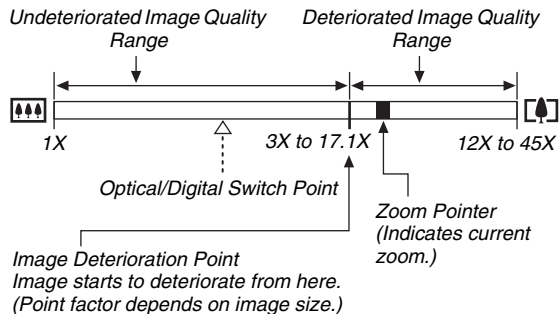 Undeteriorated Image Quality
Range
Deteriorated Image Quality
Range
1X
3X to 17.1X
12X to 45X
Optical/Digital Switch Point
Zoom Pointer
(Indicates current
zoom.)
Image Deterioration Point
Image starts to deteriorate from here.
(Point factor depends on image size.)